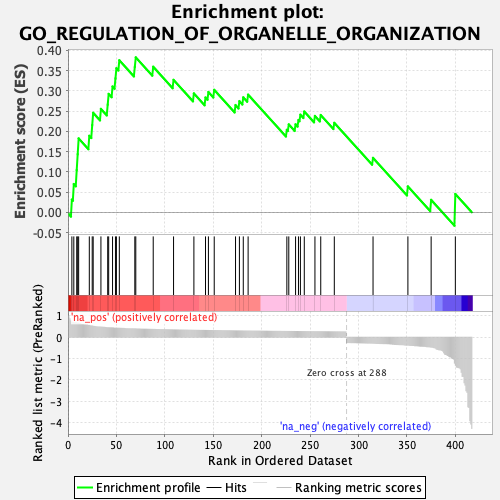 Enrichment plot:
GO_REGULATION_OF_ORGANELLE_ORGANIZATION
Enrichment score (ES)
0.40
0.35
0.30
0.25
0.20
0.15
0.10
0.05
0.00
-0.05
'na_pos' (positively correlated)
Ranked list metric (PreRanked)
1
0
-1
-2
-3
-4
Zero cross at 288
'na_neg' (negatively correlated)
0
50
100
150
200
250
300
350
400
Rank in Ordered Dataset
Enrichment profile
Hits
Ranking metric scores